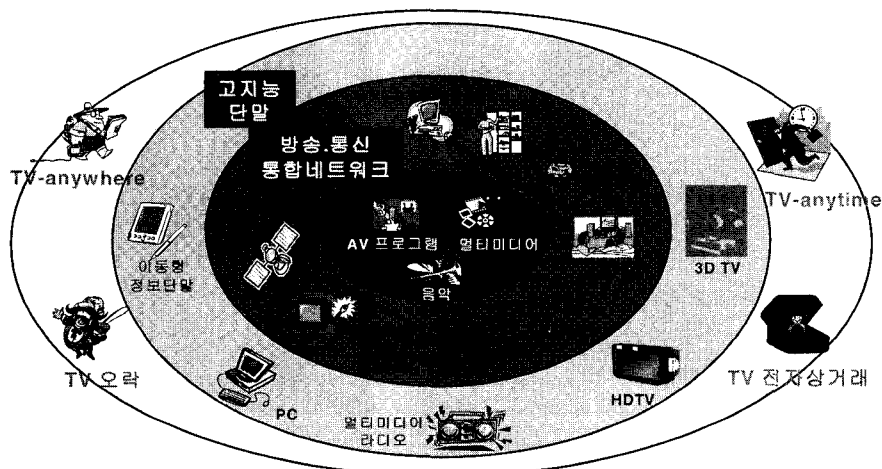 고지능
단말
방송.통신
통합네트워크
TV-anywhere
TV-anytime
AV 프로그램 멀티미디어
음악
이동형
정보단말
3D TV
TV 오락
TV 전자상거래
PC
HDTV
멀티미디어
라디오